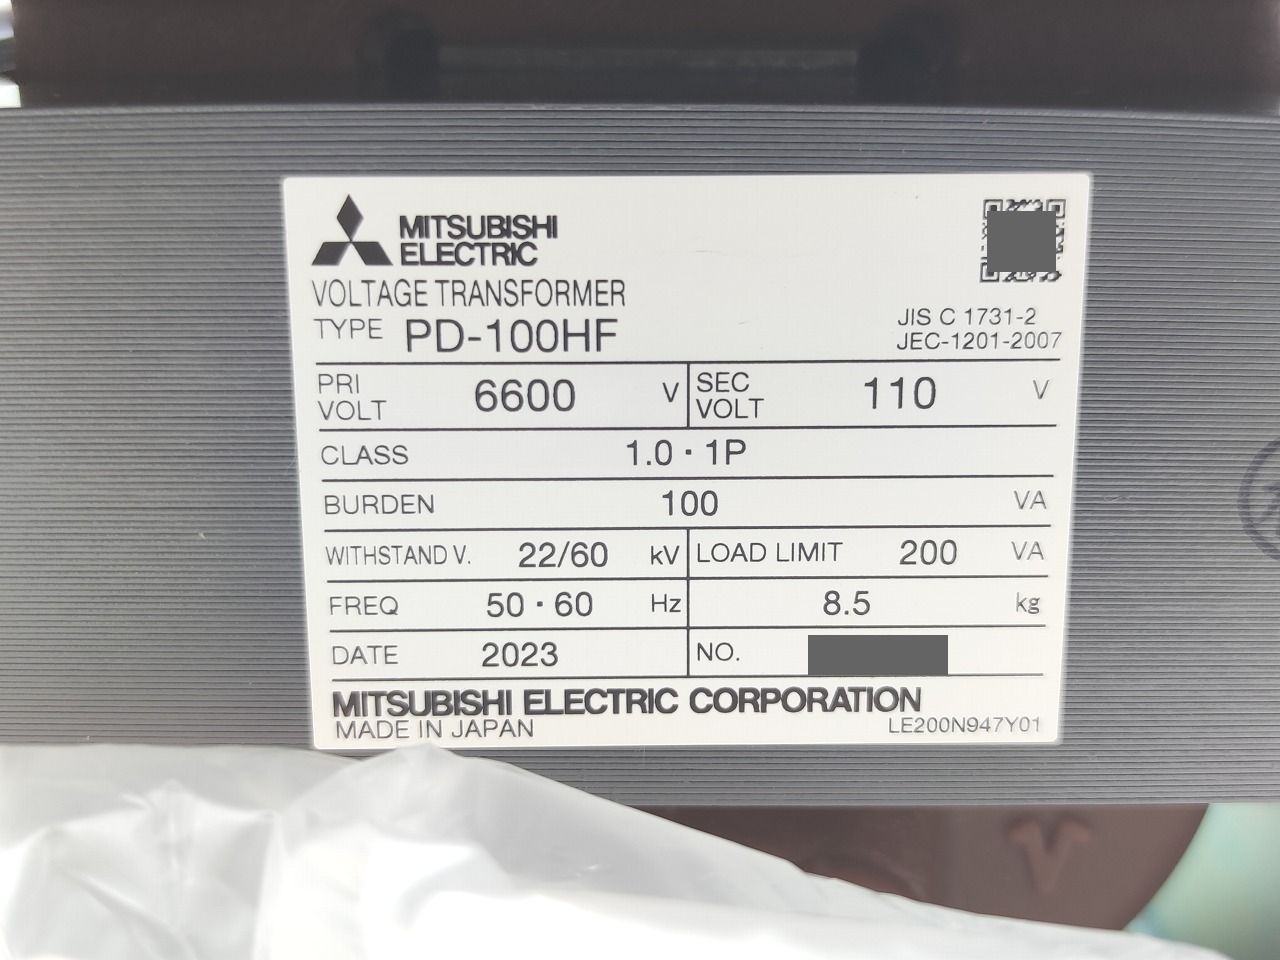 MITSUBISHI
ELECTRIC
VOLTAGE TRANSFORMER
TYPE PD-100HF
JIS C 1731-2
JEC-1201-2007
PRI VOLT 6600 V SEC VOLT 110 V
CLASS 1.0・1P
BURDEN 100 VA
WITHSTAND V. 22/60 kV LOAD LIMIT 200 VA
FREQ 50・60 Hz 8.5 kg
DATE 2023 NO.
MITSUBISHI ELECTRIC CORPORATION
MADE IN JAPAN LE200N947Y01
V